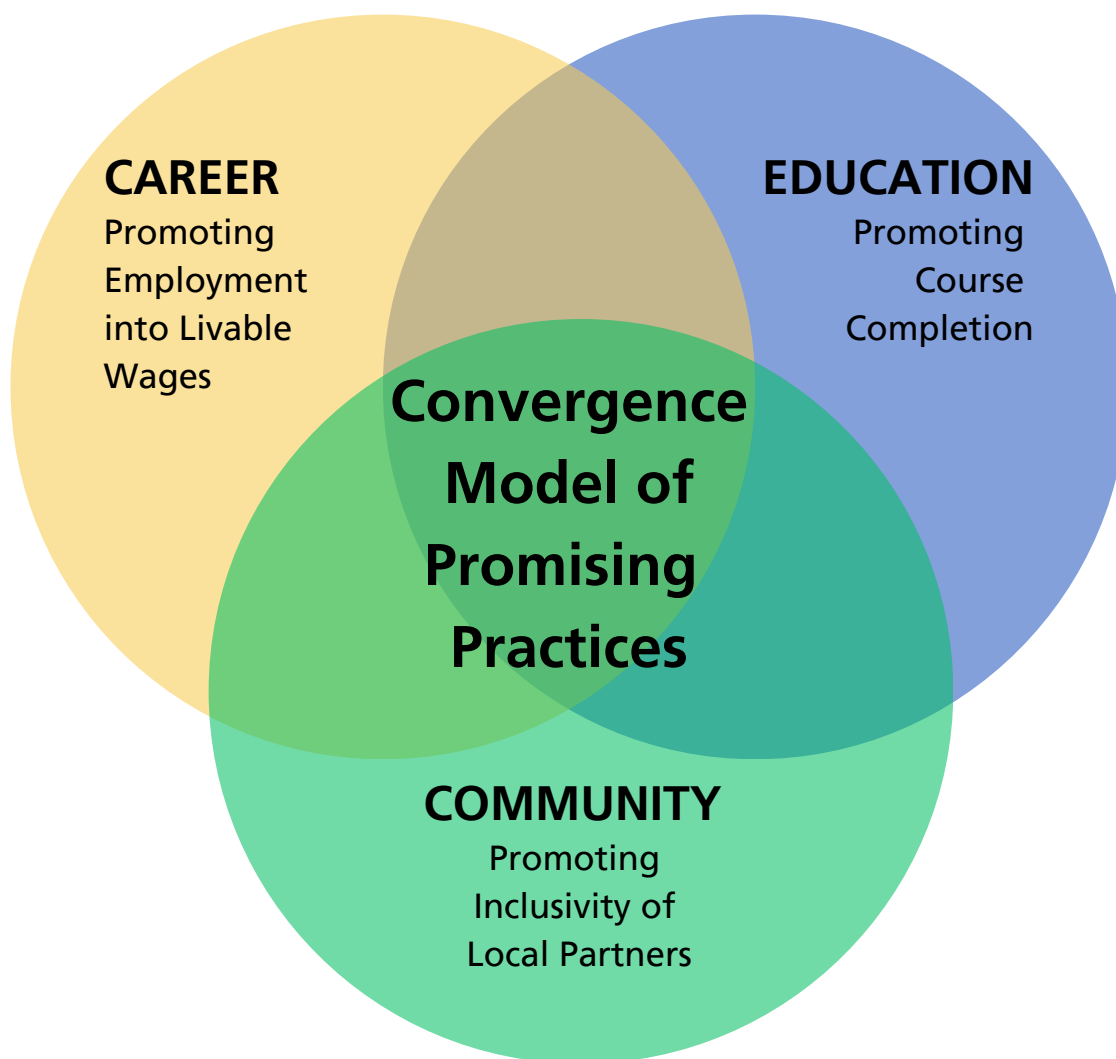 CAREER
Promoting
Employment
into Livable
Wages
EDUCATION
Promoting
Course
Completion
Convergence
Model of
Promising
Practices
COMMUNITY
Promoting
Inclusivity of
Local Partners